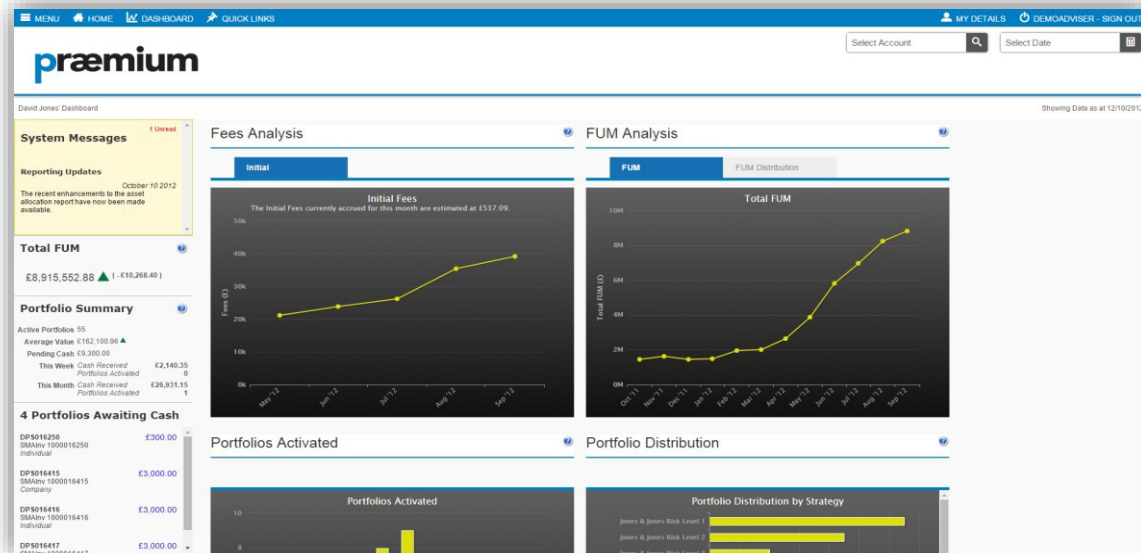 MENU HOME DASHBOARD QUICK LINKS MY DETAILS DEMOADVISER - SIGN OUT
præmium
Select Account Select Date
David Jones' Dashboard Showing Data as at 12/10/2012
System Messages 1 Unread
Reporting Updates
October 10 2012
The recent enhancements to the asset
allocation report have now been made
available.
Total FUM
£8,915,552.88 ( -£10,268.40 )
Portfolio Summary
Active Portfolios 55
Average Value £162,100.96
Pending Cash £9,300.00
This Week Cash Received £2,140.35
Portfolios Activated 0
This Month Cash Received £26,931.15
Portfolios Activated 1
4 Portfolios Awaiting Cash
DPS016250 £300.00
SMAInv 1000016250
Individual
DPS016415 £3,000.00
SMAInv 1000016415
Company
DPS016416 £3,000.00
SMAInv 1000016416
Individual
DPS016417 £3,000.00
SMAInv 1000016417
Fees Analysis
Initial
Initial Fees
The Initial Fees currently accrued for this month are estimated at £537.09.
50k
40k
30k
20k
10k
0k
Fees (£)
May '12 Jun '12 Jul '12 Aug '12 Sep '12
FUM Analysis
FUM FUM Distribution
Total FUM
10M
8M
6M
4M
2M
0M
Total FUM (£)
Oct '11 Nov '11 Dec '11 Jan '12 Feb '12 Mar '12 Apr '12 May '12 Jun '12 Jul '12 Aug '12 Sep '12
Portfolios Activated
Portfolios Activated
10
8
Portfolio Distribution
Portfolio Distribution by Strategy
Jones & Jones Risk Level 1
Jones & Jones Risk Level 2
Jones & Jones Risk Level 3